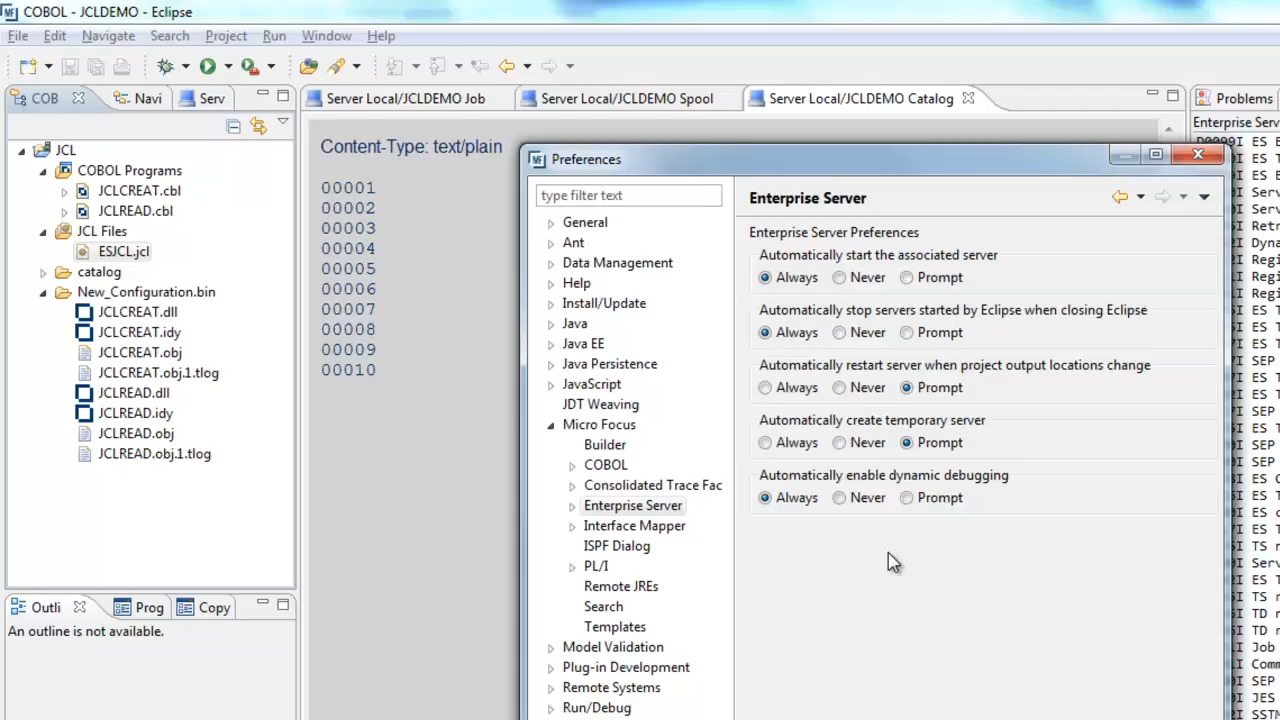 COBOL - JCLDEMO - Eclipse
File Edit Navigate Search Project Run Window Help
COB Navi Serv
Server Local/JCLDEMO Job Server Local/JCLDEMO Spool Server Local/JCLDEMO Catalog
Problems
JCL
COBOL Programs
JCLCREAT.cbl
JCLREAD.cbl
JCL Files
ESJCL.jcl
catalog
New_Configuration.bin
JCLCREAT.dll
JCLCREAT.idy
JCLCREAT.obj
JCLCREAT.obj.1.tlog
JCLREAD.dll
JCLREAD.idy
JCLREAD.obj
JCLREAD.obj.1.tlog
Outli Prog Copy
An outline is not available.
Content-Type: text/plain
00001
00002
00003
00004
00005
00006
00007
00008
00009
00010
Preferences
type filter text
General
Ant
Data Management
Help
Install/Update
Java
Java EE
Java Persistence
JavaScript
JDT Weaving
Micro Focus
Builder
COBOL
Consolidated Trace Fac
Enterprise Server
Interface Mapper
ISPF Dialog
PL/I
Remote JREs
Search
Templates
Model Validation
Plug-in Development
Remote Systems
Run/Debug
Enterprise Server
Enterprise Server Preferences
Automatically start the associated server
Always Never Prompt
Automatically stop servers started by Eclipse when closing Eclipse
Always Never Prompt
Automatically restart server when project output locations change
Always Never Prompt
Automatically create temporary server
Always Never Prompt
Automatically enable dynamic debugging
Always Never Prompt
Enterprise Serv